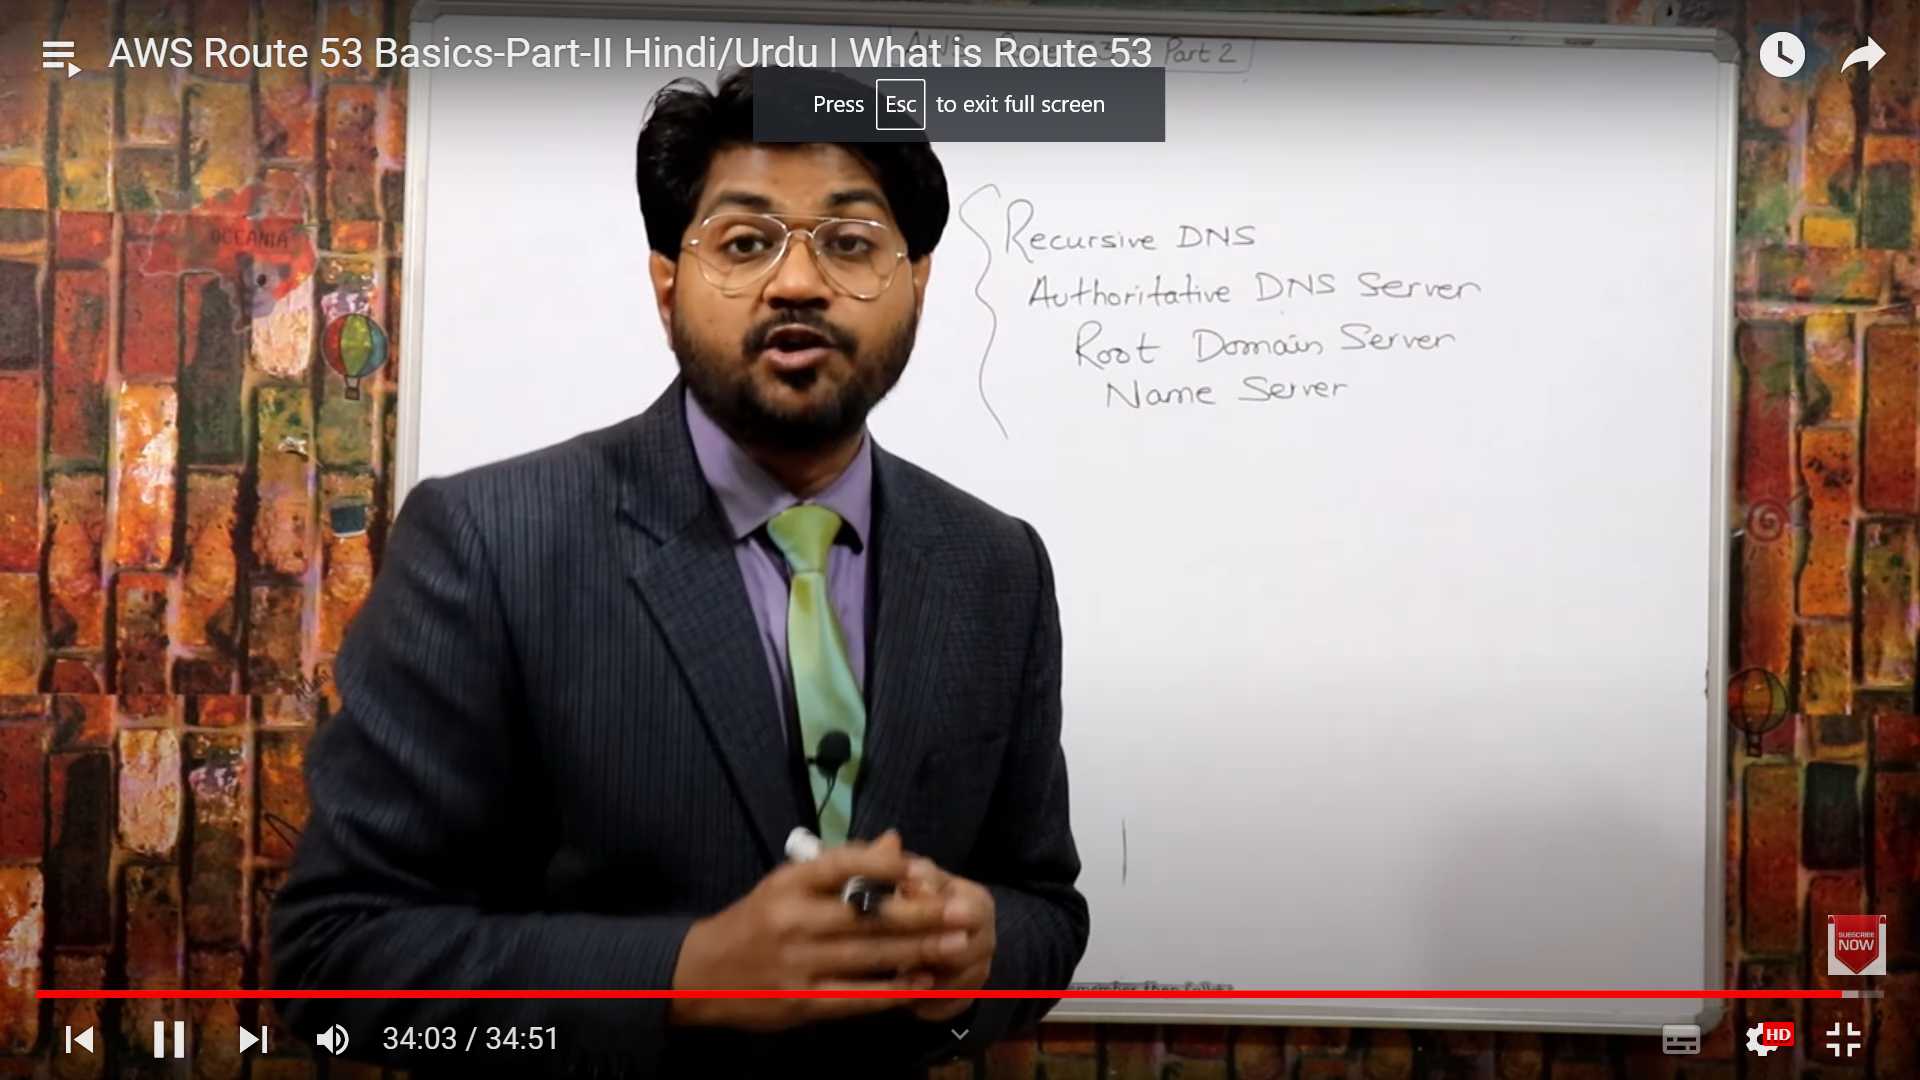 AWS Route 53 Basics-Part-II Hindi/Urdu | What is Route 53
Part 2
Press Esc to exit full screen
OCEANIA
Recursive DNS
Authoritative DNS Server
Root Domain Server
Name Server
SUBSCRIBE
NOW
34:03 / 34:51
HD